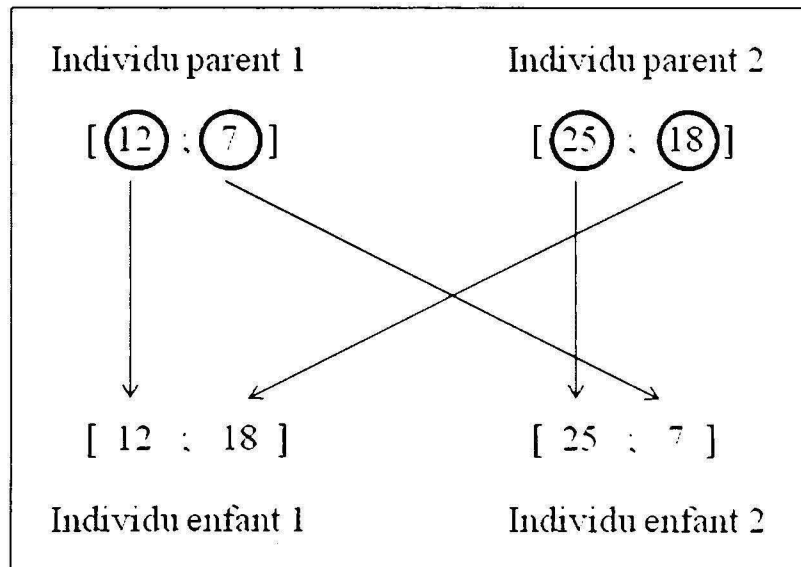 Individu parent 1 Individu parent 2
[ 12 ; 7 ] [ 25 ; 18 ]
[ 12 ; 18 ] [ 25 ; 7 ]
Individu enfant 1 Individu enfant 2